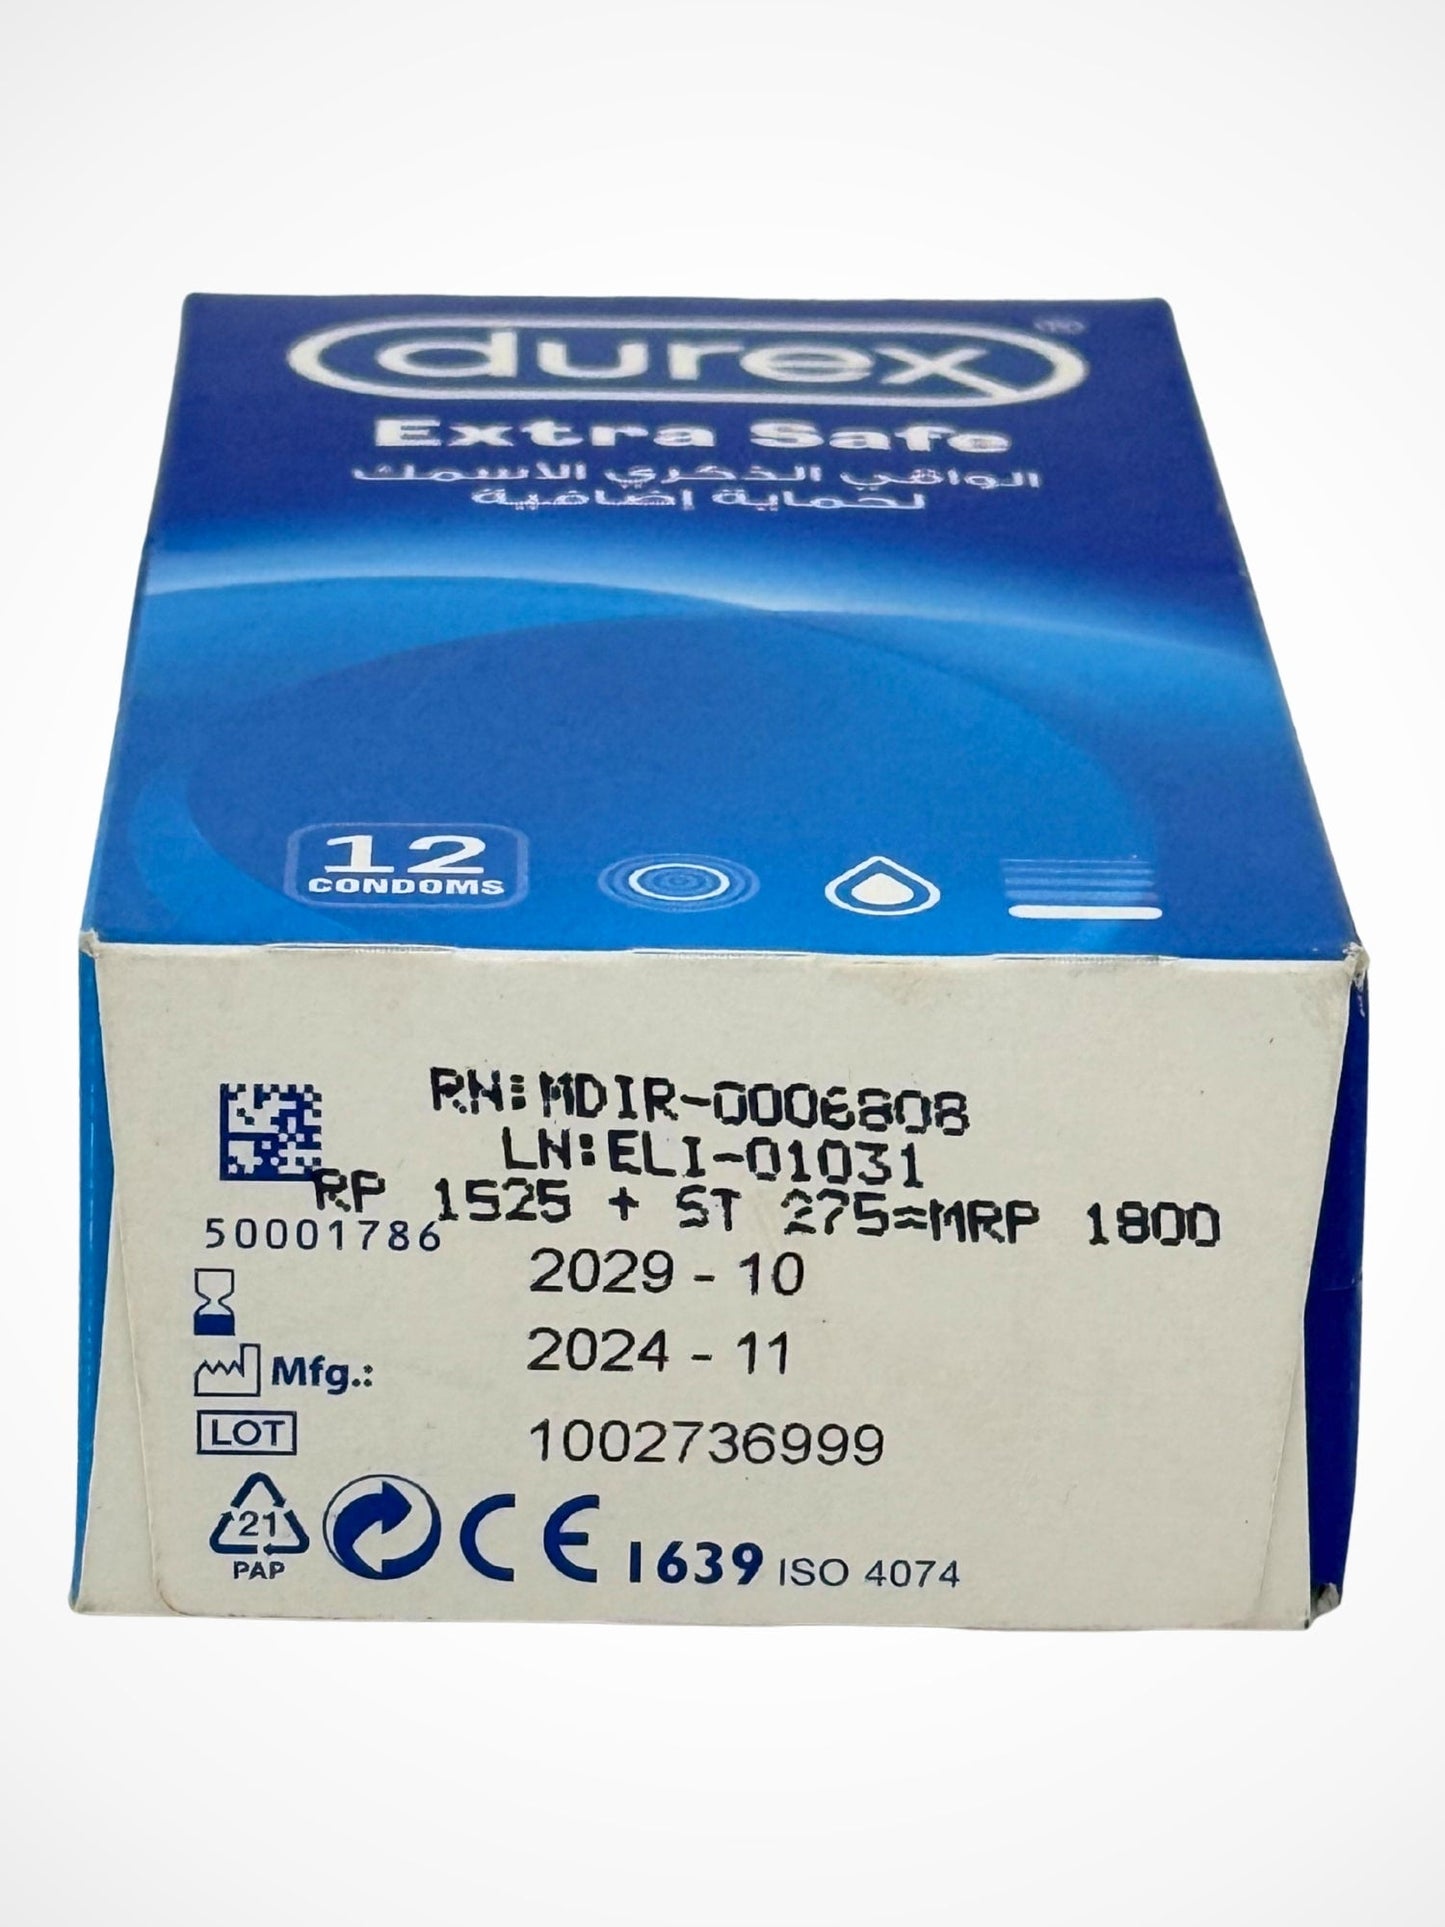 durex®
Extra Safe
الواقي الذكري الأسمك
لحماية إضافية
12
CONDOMS
RN:MDIR-0006808
LN:ELI-01031
RP 1525 + ST 275=MRP 1800
50001786
2029 - 10
Mfg.: 2024 - 11
LOT 1002736999
21
PAP
CE 1639 ISO 4074